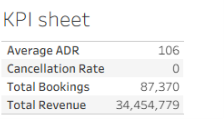 KPI sheet
Average ADR 106
Cancellation Rate 0
Total Bookings 87,370
Total Revenue 34,454,779